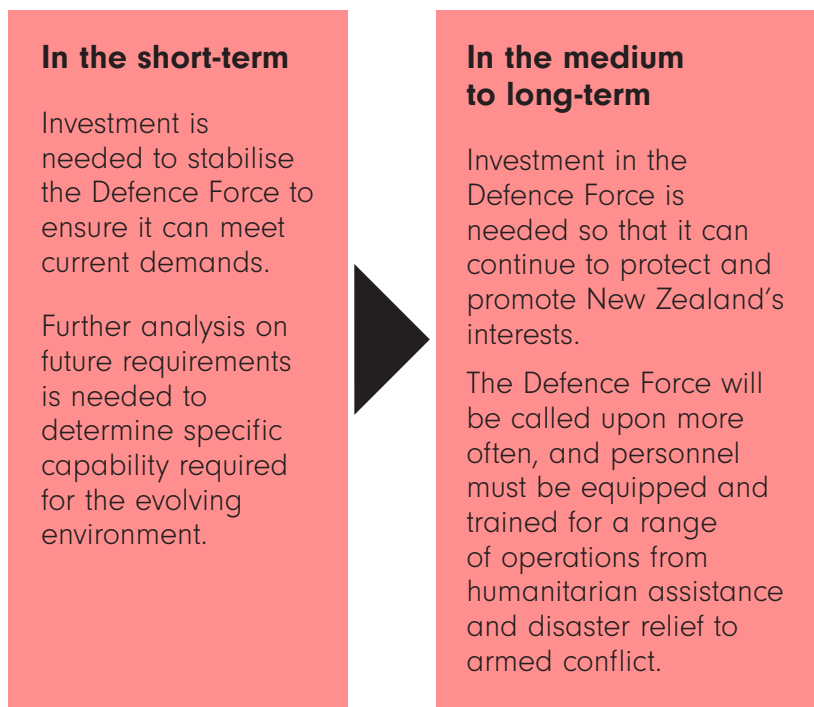 In the short-term
Investment is
needed to stabilise
the Defence Force to
ensure it can meet
current demands.
Further analysis on
future requirements
is needed to
determine specific
capability required
for the evolving
environment.
In the medium
to long-term
Investment in the
Defence Force is
needed so that it can
continue to protect and
promote New Zealand’s
interests.
The Defence Force will
be called upon more
often, and personnel
must be equipped and
trained for a range
of operations from
humanitarian assistance
and disaster relief to
armed conflict.